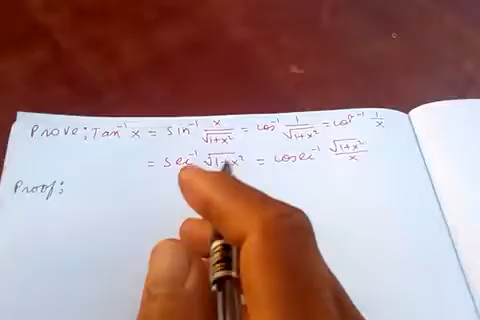 Prove; Tan⁻¹ x = sin⁻¹ x/√1+x² = cos⁻¹ 1/√1+x² = cot⁻¹ 1/x
= sec⁻¹ √1+x² = cosec⁻¹ √1+x²/x
Proof;